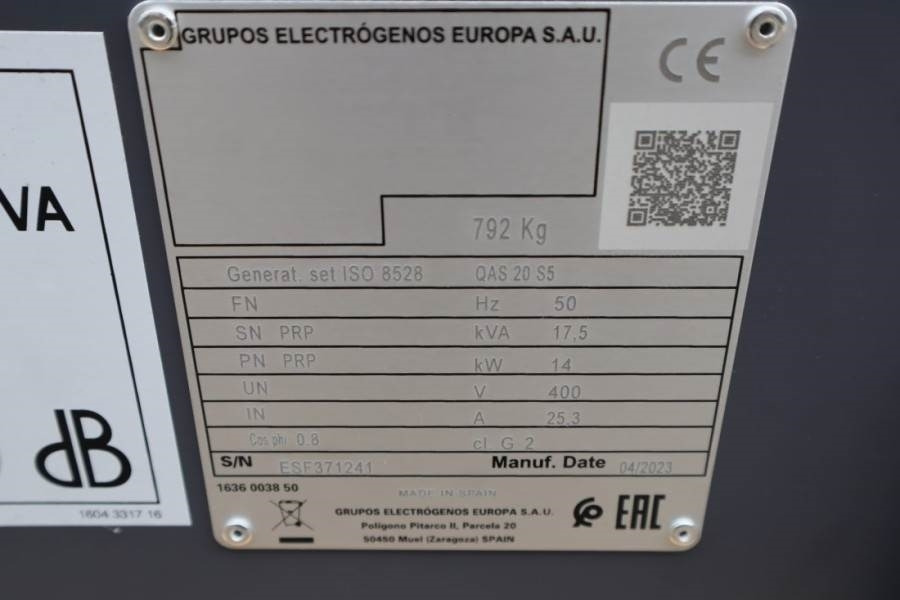 GRUPOS ELECTRÓGENOS EUROPA S.A.U.
CE
792 Kg
Generat. set ISO 8528 QAS 20 S5
FN Hz 50
SN PRP kVA 17,5
PN PRP kW 14
UN V 400
IN A 25,3
Cos phi 0.8 cl G 2
S/N ESF371241 Manuf. Date 04/2023
1636 0038 50
MADE IN SPAIN
GRUPOS ELECTRÓGENOS EUROPA S.A.U.
Polígono Pitarco II, Parcela 20
50450 Muel (Zaragoza) SPAIN
EAC
WA
dB
1604 3317 16